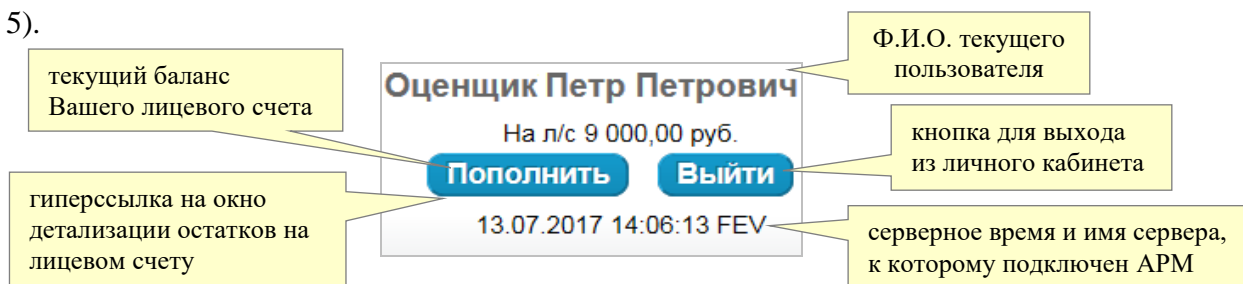 5).
текущий баланс
Вашего лицевого счета
Ф.И.О. текущего
пользователя
Оценщик Петр Петрович
На л/с 9 000,00 руб.
Пополнить
Выйти
кнопка для выхода
из личного кабинета
гиперссылка на окно
детализации остатков на
лицевом счету
13.07.2017 14:06:13 FEV
серверное время и имя сервера,
к которому подключен АРМ